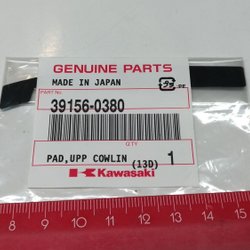 GENUINE PARTS
MADE IN JAPAN
PART No.
39156-0380
Q'TY
PAD,UPP COWLIN (13D) 1
Kawasaki
8 9 10 11 12 13 14 15